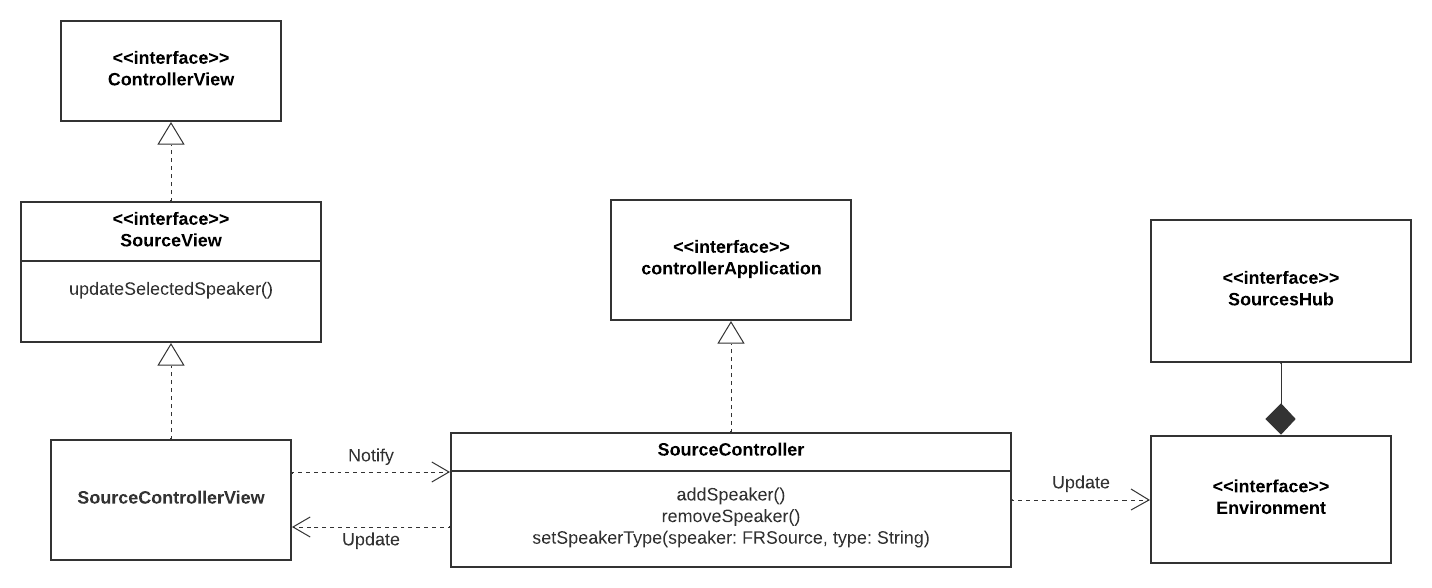 <<interface>>
ControllerView
<<interface>>
SourceView
updateSelectedSpeaker()
<<interface>>
controllerApplication
<<interface>>
SourcesHub
SourceControllerView
Notify
Update
SourceController
addSpeaker()
removeSpeaker()
setSpeakerType(speaker: FRSource, type: String)
Update
<<interface>>
Environment